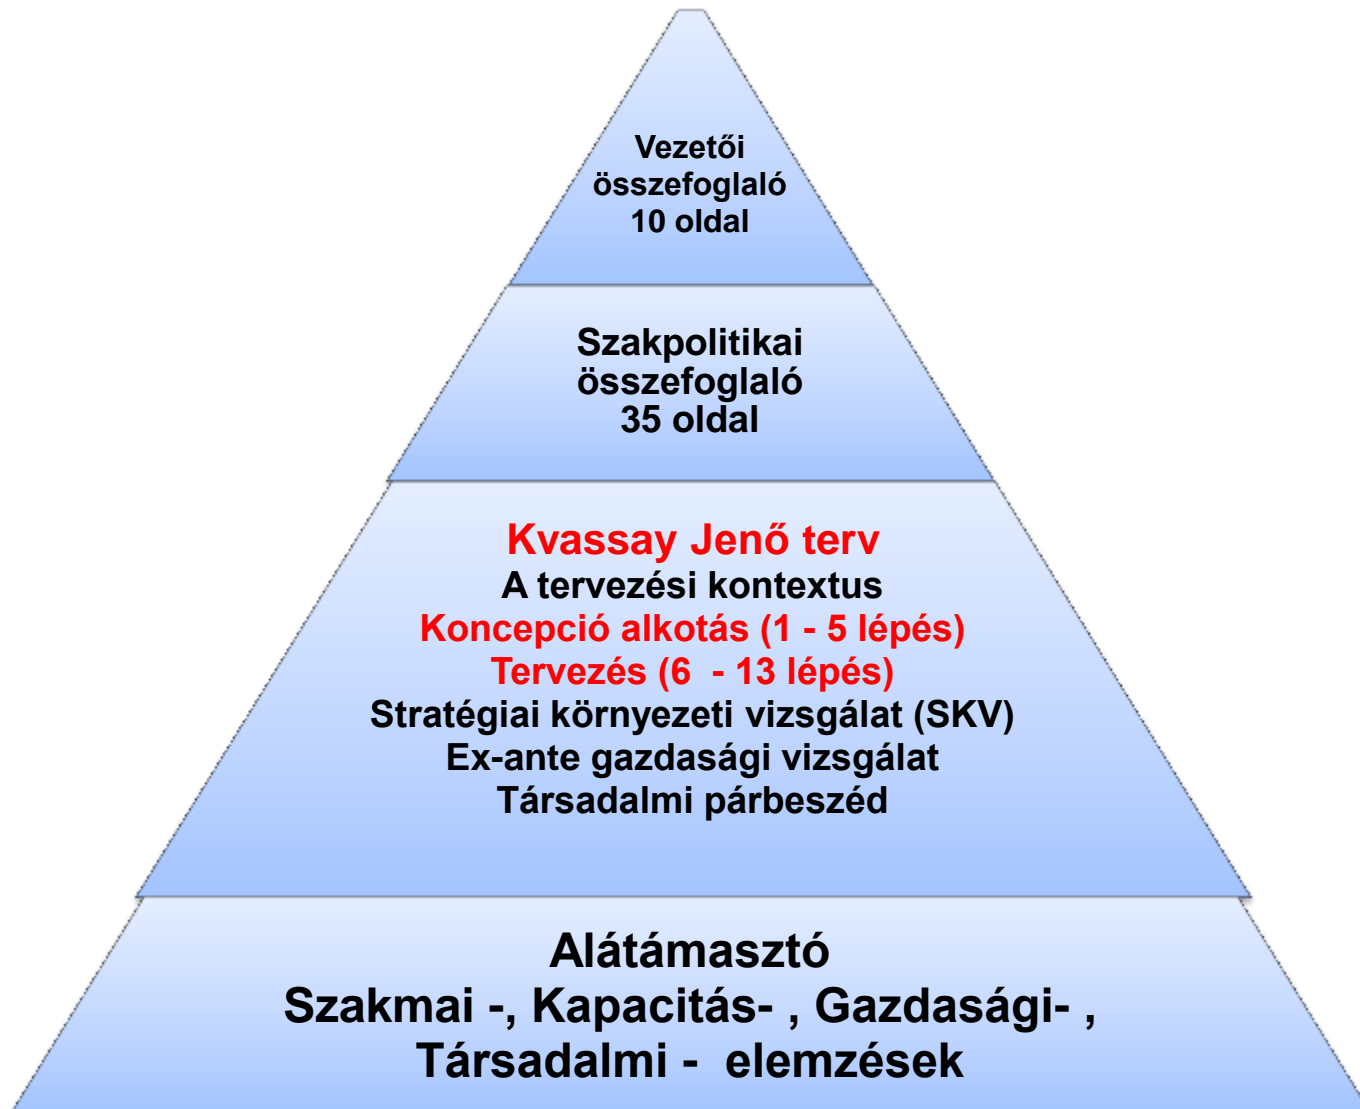 Vezetői
összefoglaló
10 oldal
Szakpolitikai
összefoglaló
35 oldal
Kvassay Jenő terv
A tervezési kontextus
Koncepció alkotás (1 - 5 lépés)
Tervezés (6  - 13 lépés)
Stratégiai környezeti vizsgálat (SKV)
Ex-ante gazdasági vizsgálat
Társadalmi párbeszéd
Alátámasztó
Szakmai -, Kapacitás- , Gazdasági- ,
Társadalmi -  elemzések